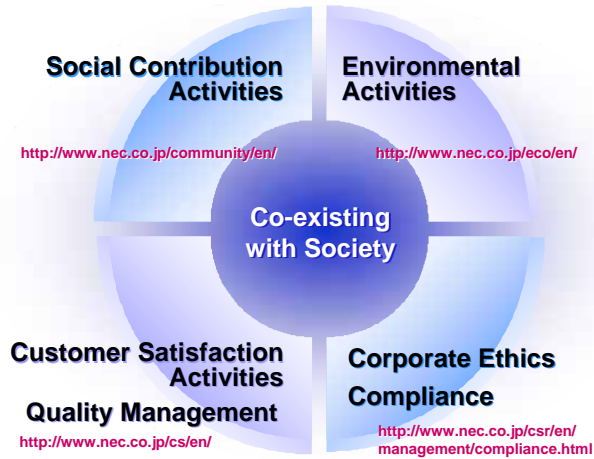 Social Contribution
Activities
http://www.nec.co.jp/community/en/
Environmental
Activities
http://www.nec.co.jp/eco/en/
Co-existing
with Society
Customer Satisfaction
Activities
Quality Management
http://www.nec.co.jp/cs/en/
Corporate Ethics
Compliance
http://www.nec.co.jp/csr/en/
management/compliance.html